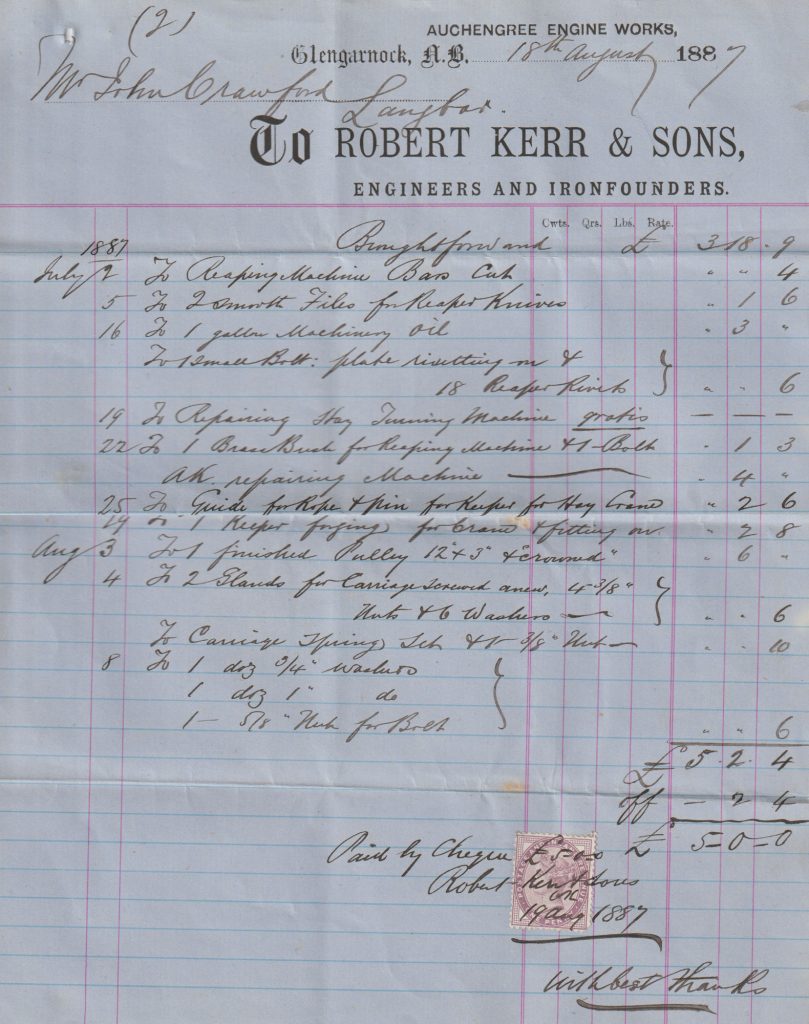 (2)
AUCHENGREE ENGINE WORKS,
Glengarnock, N.B. 18th August 1887
Mr John Crawford
Langbar.
To ROBERT KERR & SONS,
ENGINEERS AND IRONFOUNDERS.
Cwts. Qrs. Lbs. Rate.
1887 Brought forward £ 3 18 - 9
July 2 To Reaping Machine Bars Cut " " 4
5 To 2 smooth Files for Reaper Knives " 1 6
16 To 1 gallon Machinery Oil " 3 "
To 1 small Bolt: plate on &
18 Reaper Rivets " " 6
19 To Repairing Hay Turning Machine gratis — — —
22 To 1 Brass Bush for Reaping Machine & 1 - Bolt " 1 3
repairing Machine " 4 "
25 To Guide for Rope & pin for Keeper for Hay Crane " 2 6
1 Keeper forging for Crane & fitting on " 2 8
Aug 3 To 1 finished Pulley 12" & 3" & "crowned" " 6 "
4 To 2 Glands for Carriage Screwed anew, 4 3/8"
Nuts & 6 Washers " " 6
To Carriage Spring Set & 1 3/8" Nut " " 10
8 To 1 doz 3/4" washers
1 doz 1" do
1 - 5/8" Nut for Bolt " " 6
£ 5 . 2 . 4
off - 2 4
£ 5 - 0 - 0
Paid by Cheque £5-0-0
Robert Kerr & Sons
19 Aug 1887
With best thanks